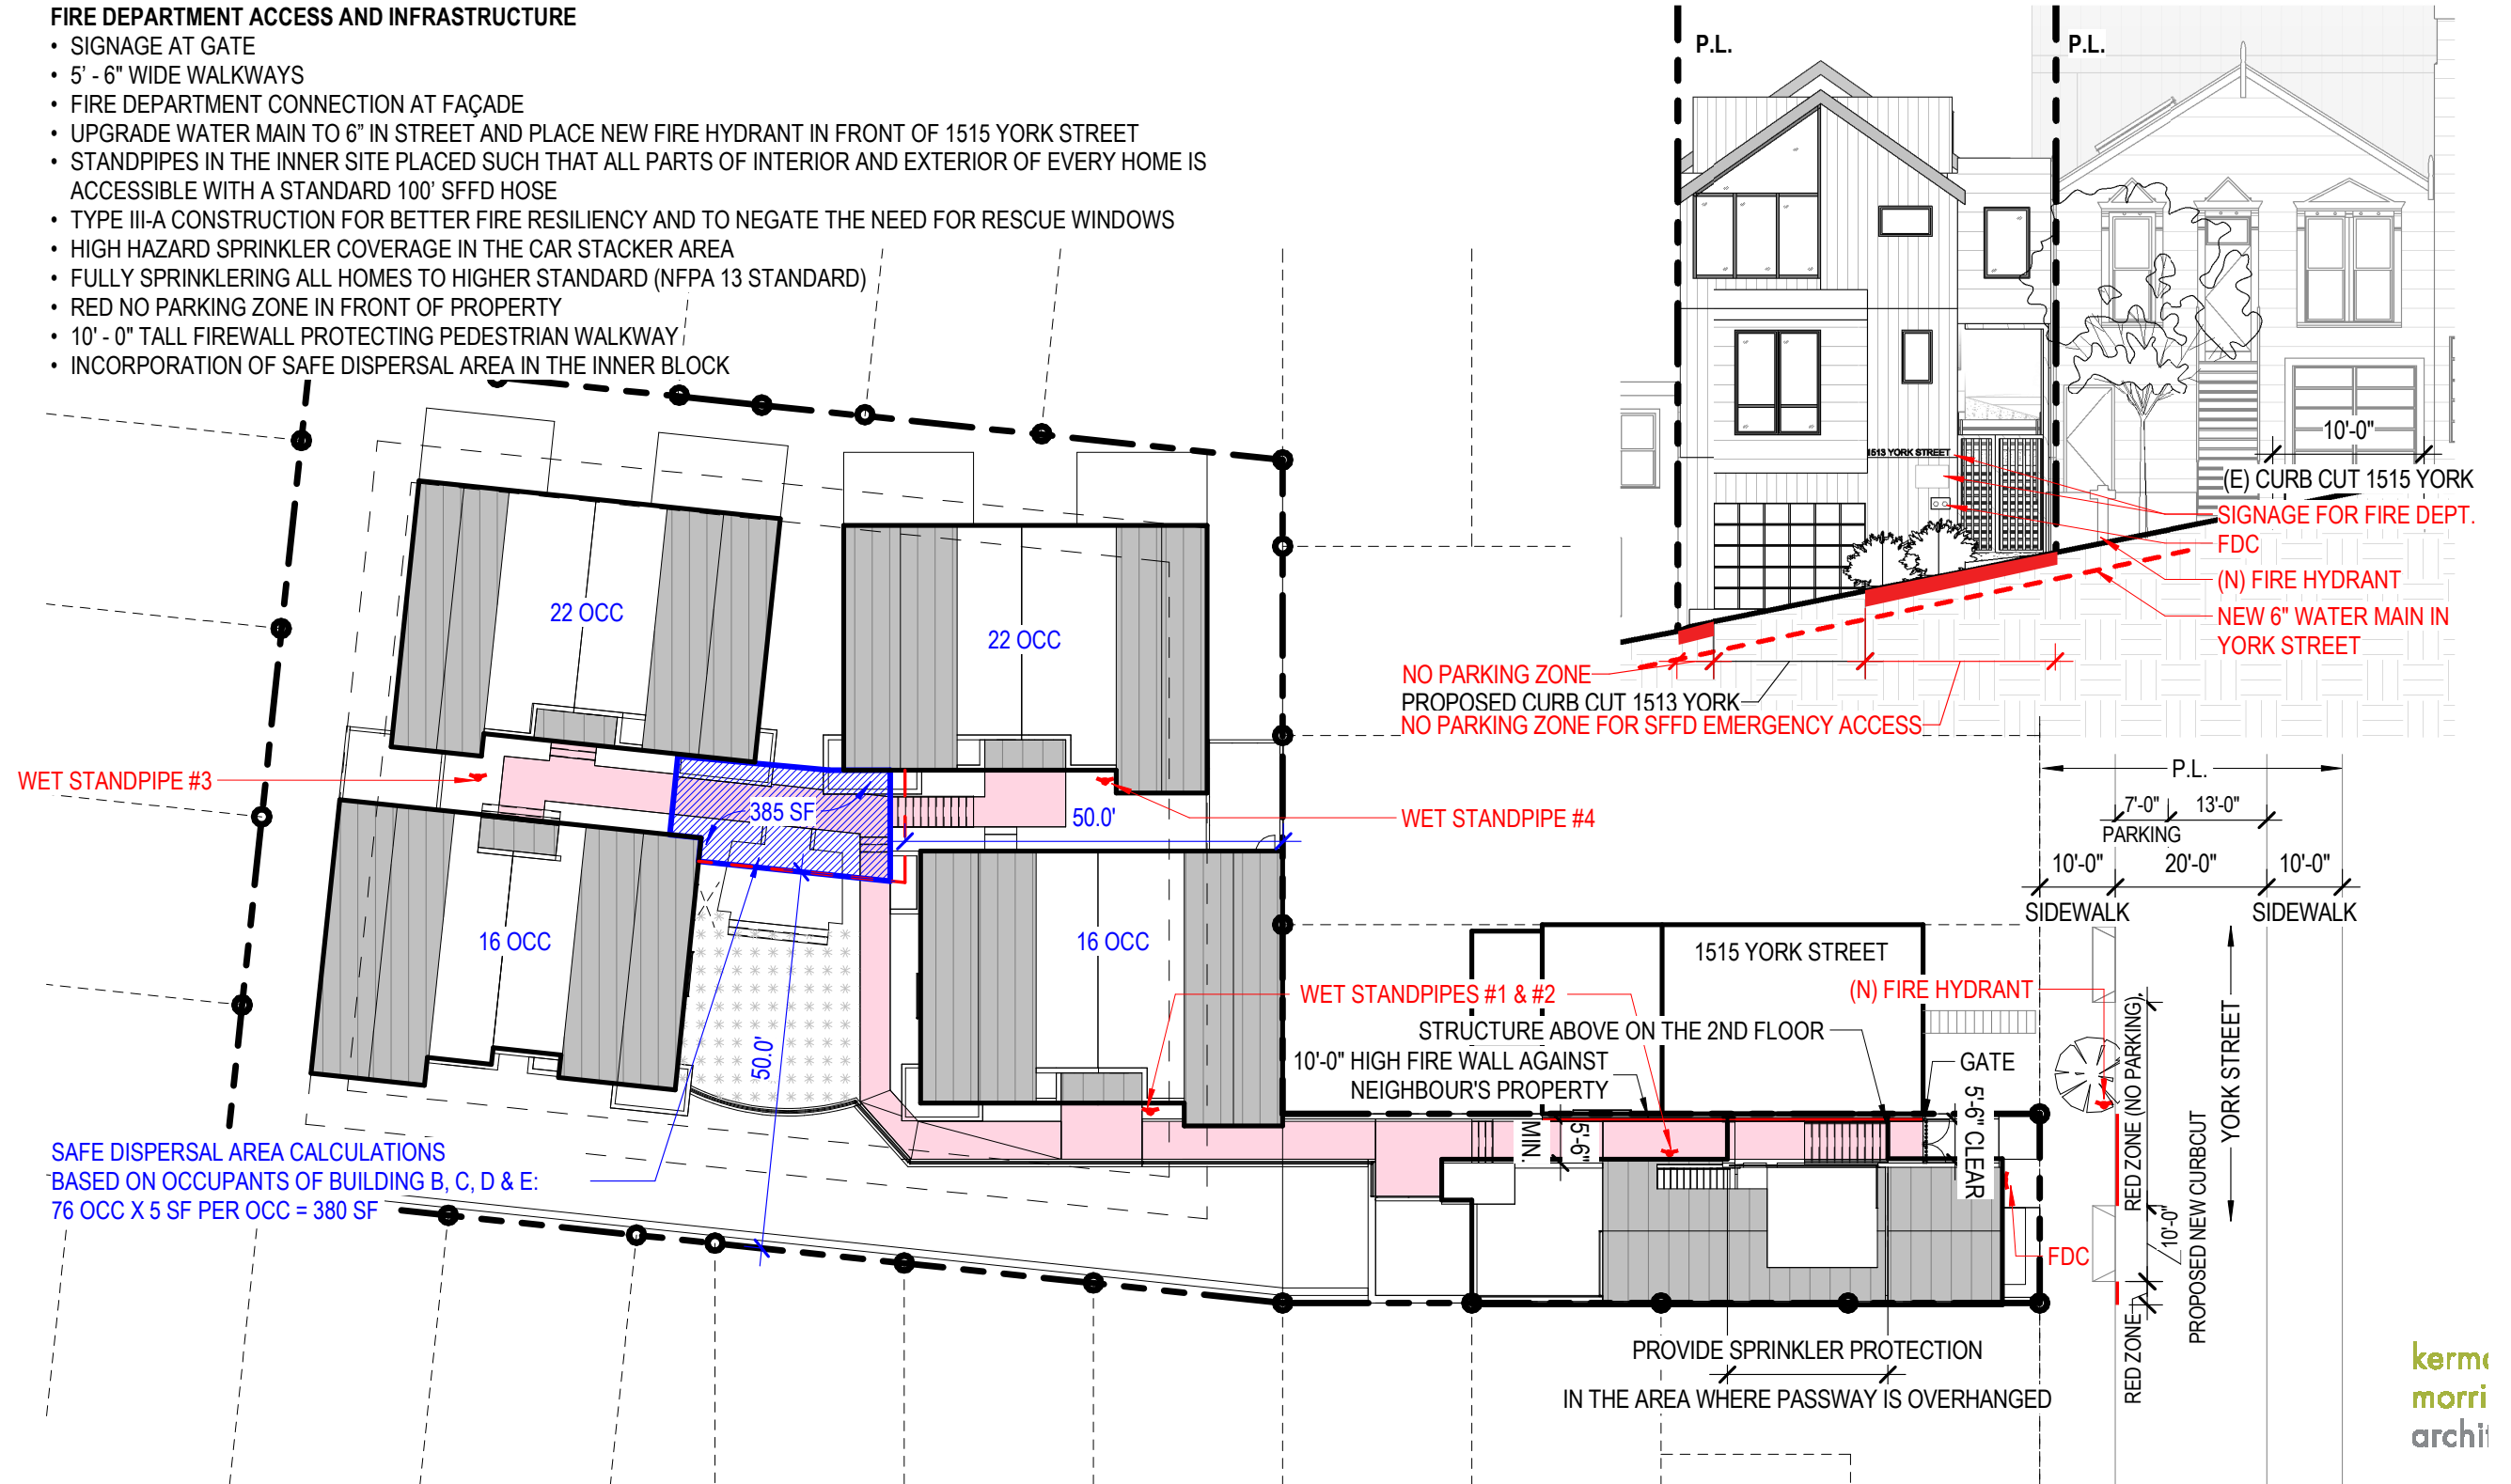 FIRE DEPARTMENT ACCESS AND INFRASTRUCTURE
• SIGNAGE AT GATE
• 5' - 6" WIDE WALKWAYS
• FIRE DEPARTMENT CONNECTION AT FAÇADE
• UPGRADE WATER MAIN TO 6” IN STREET AND PLACE NEW FIRE HYDRANT IN FRONT OF 1515 YORK STREET
• STANDPIPES IN THE INNER SITE PLACED SUCH THAT ALL PARTS OF INTERIOR AND EXTERIOR OF EVERY HOME IS
ACCESSIBLE WITH A STANDARD 100’ SFFD HOSE
• TYPE III-A CONSTRUCTION FOR BETTER FIRE RESILIENCY AND TO NEGATE THE NEED FOR RESCUE WINDOWS
• HIGH HAZARD SPRINKLER COVERAGE IN THE CAR STACKER AREA
• FULLY SPRINKLERING ALL HOMES TO HIGHER STANDARD (NFPA 13 STANDARD)
• RED NO PARKING ZONE IN FRONT OF PROPERTY
• 10' - 0" TALL FIREWALL PROTECTING PEDESTRIAN WALKWAY
• INCORPORATION OF SAFE DISPERSAL AREA IN THE INNER BLOCK
P.L.
P.L.
1513 YORK STREET
10'-0"
(E) CURB CUT 1515 YORK
SIGNAGE FOR FIRE DEPT.
FDC
(N) FIRE HYDRANT
NEW 6" WATER MAIN IN
YORK STREET
NO PARKING ZONE
PROPOSED CURB CUT 1513 YORK
NO PARKING ZONE FOR SFFD EMERGENCY ACCESS
22 OCC
22 OCC
WET STANDPIPE #3
385 SF
50.0'
WET STANDPIPE #4
16 OCC
16 OCC
50.0'
P.L.
7'-0"
13'-0"
PARKING
10'-0"
20'-0"
10'-0"
SIDEWALK
SIDEWALK
1515 YORK STREET
WET STANDPIPES #1 & #2
(N) FIRE HYDRANT
STRUCTURE ABOVE ON THE 2ND FLOOR
10'-0" HIGH FIRE WALL AGAINST
NEIGHBOUR'S PROPERTY
GATE
5'-6" CLEAR
5'-6"
MIN.
RED ZONE (NO PARKING)
YORK STREET
10'-0"
PROPOSED NEW CURBCUT
RED ZONE
FDC
SAFE DISPERSAL AREA CALCULATIONS
BASED ON OCCUPANTS OF BUILDING B, C, D & E:
76 OCC X 5 SF PER OCC = 380 SF
PROVIDE SPRINKLER PROTECTION
IN THE AREA WHERE PASSWAY IS OVERHANGED
morri
archi